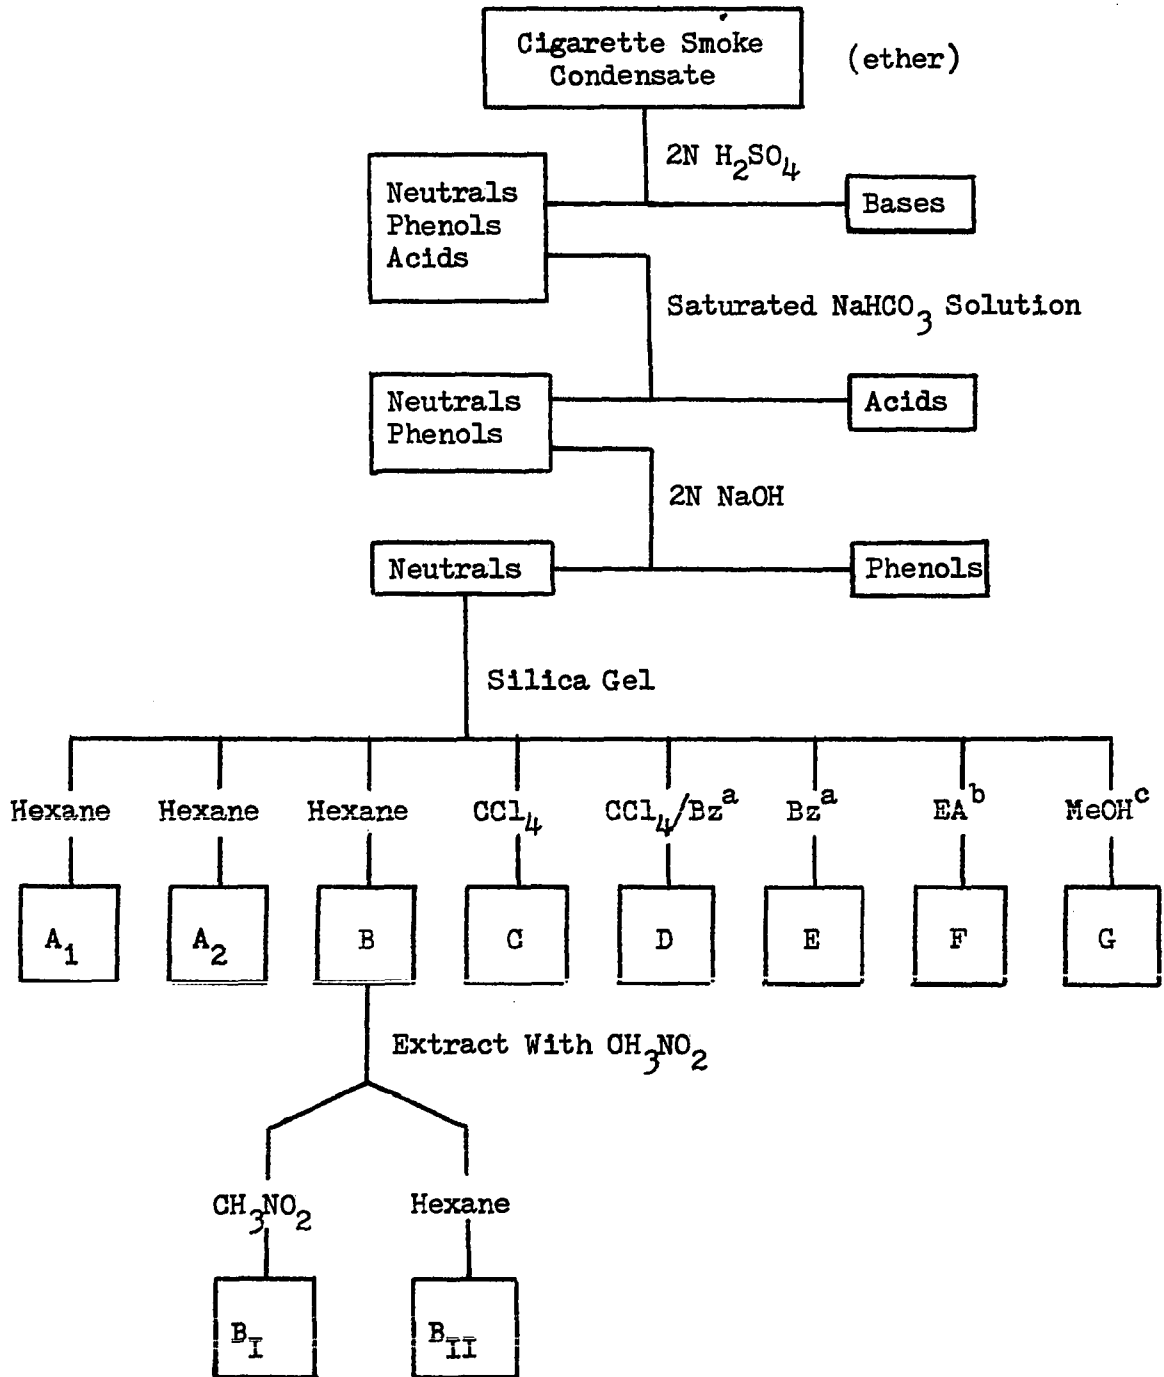 Cigarette Smoke
Condensate
(ether)
2N H₂SO₄
Neutrals
Phenols
Acids
Bases
Saturated NaHCO₃ Solution
Neutrals
Phenols
Acids
2N NaOH
Neutrals
Phenols
Silica Gel
Hexane Hexane Hexane CCl₄ CCl₄/Bzᵃ Bzᵃ EAᵇ MeOHᶜ
A₁ A₂ B C D E F G
Extract With CH₃NO₂
CH₃NO₂ Hexane
B_I B_II